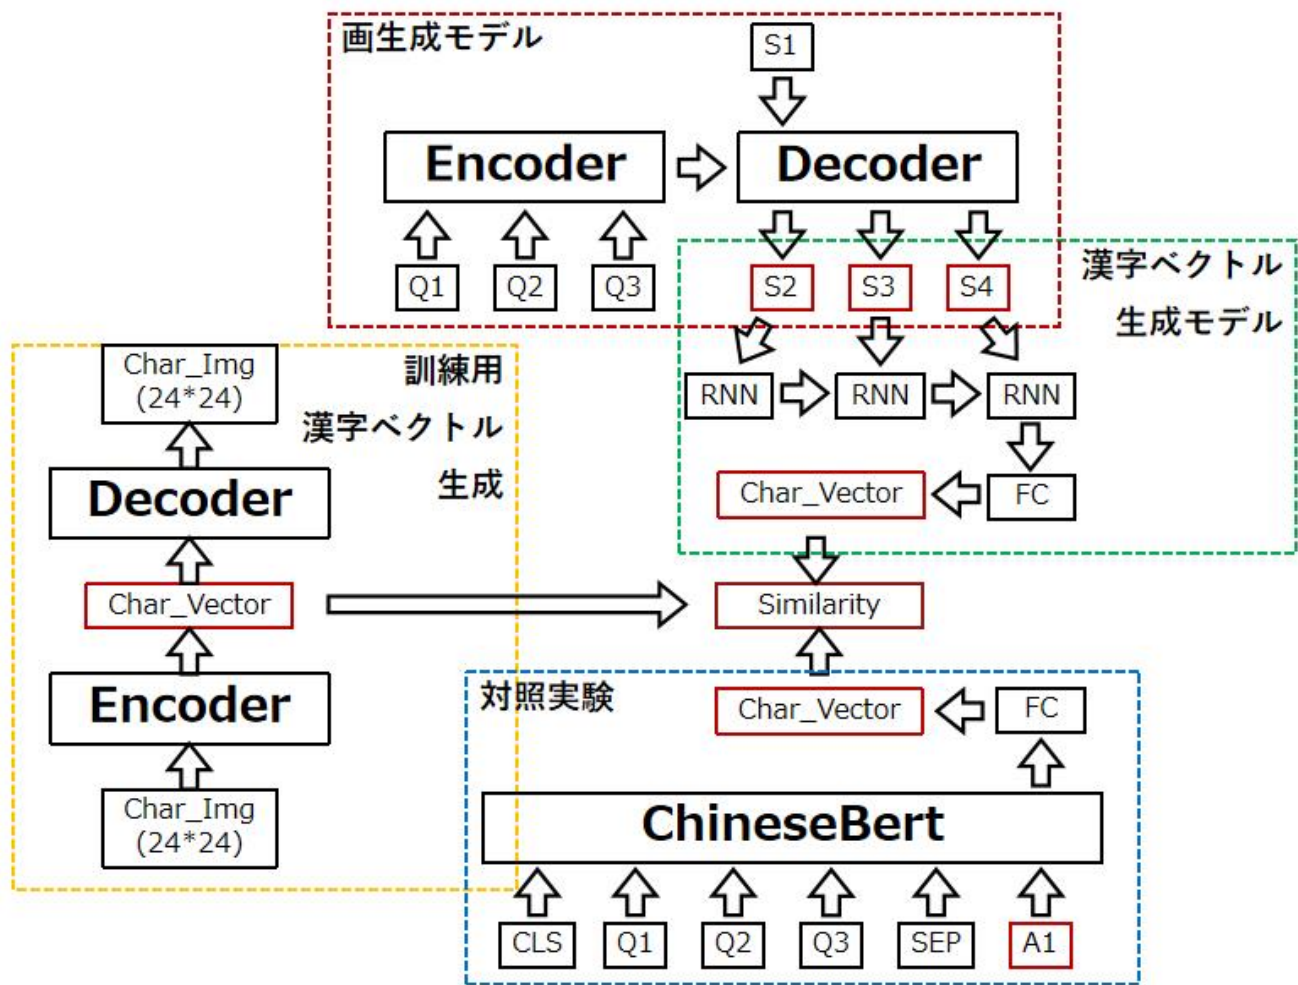 画生成モデル
S1
Encoder
Decoder
Q1
Q2
Q3
S2
S3
S4
漢字ベクトル
生成モデル
RNN
RNN
RNN
Char_Vector
FC
Char_Img
(24*24)
訓練用
漢字ベクトル
生成
Decoder
Char_Vector
Encoder
Char_Img
(24*24)
Similarity
対照実験
Char_Vector
FC
ChineseBert
CLS
Q1
Q2
Q3
SEP
A1